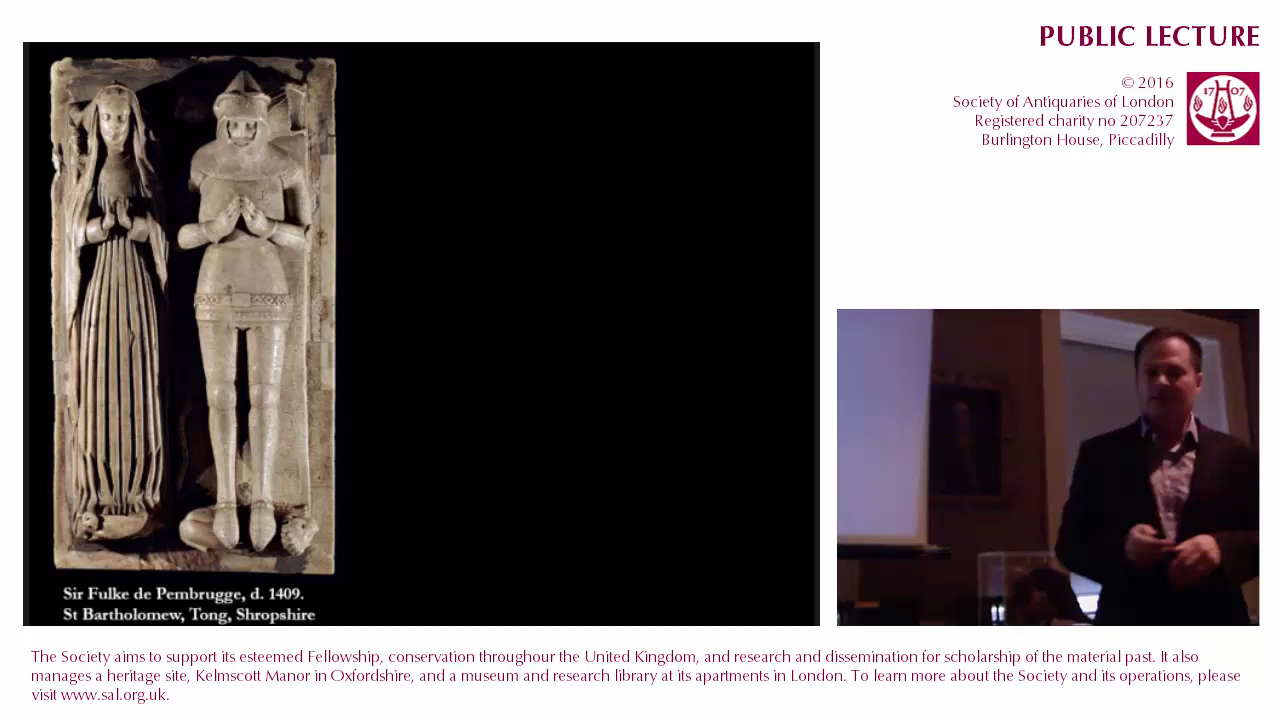 PUBLIC LECTURE
© 2016
Society of Antiquaries of London
Registered charity no 207237
Burlington House, Piccadilly
17 07
Sir Fulke de Pembrugge, d. 1409.
St Bartholomew, Tong, Shropshire
The Society aims to support its esteemed Fellowship, conservation throughour the United Kingdom, and research and dissemination for scholarship of the material past. It also
manages a heritage site, Kelmscott Manor in Oxfordshire, and a museum and research library at its apartments in London. To learn more about the Society and its operations, please
visit www.sal.org.uk.